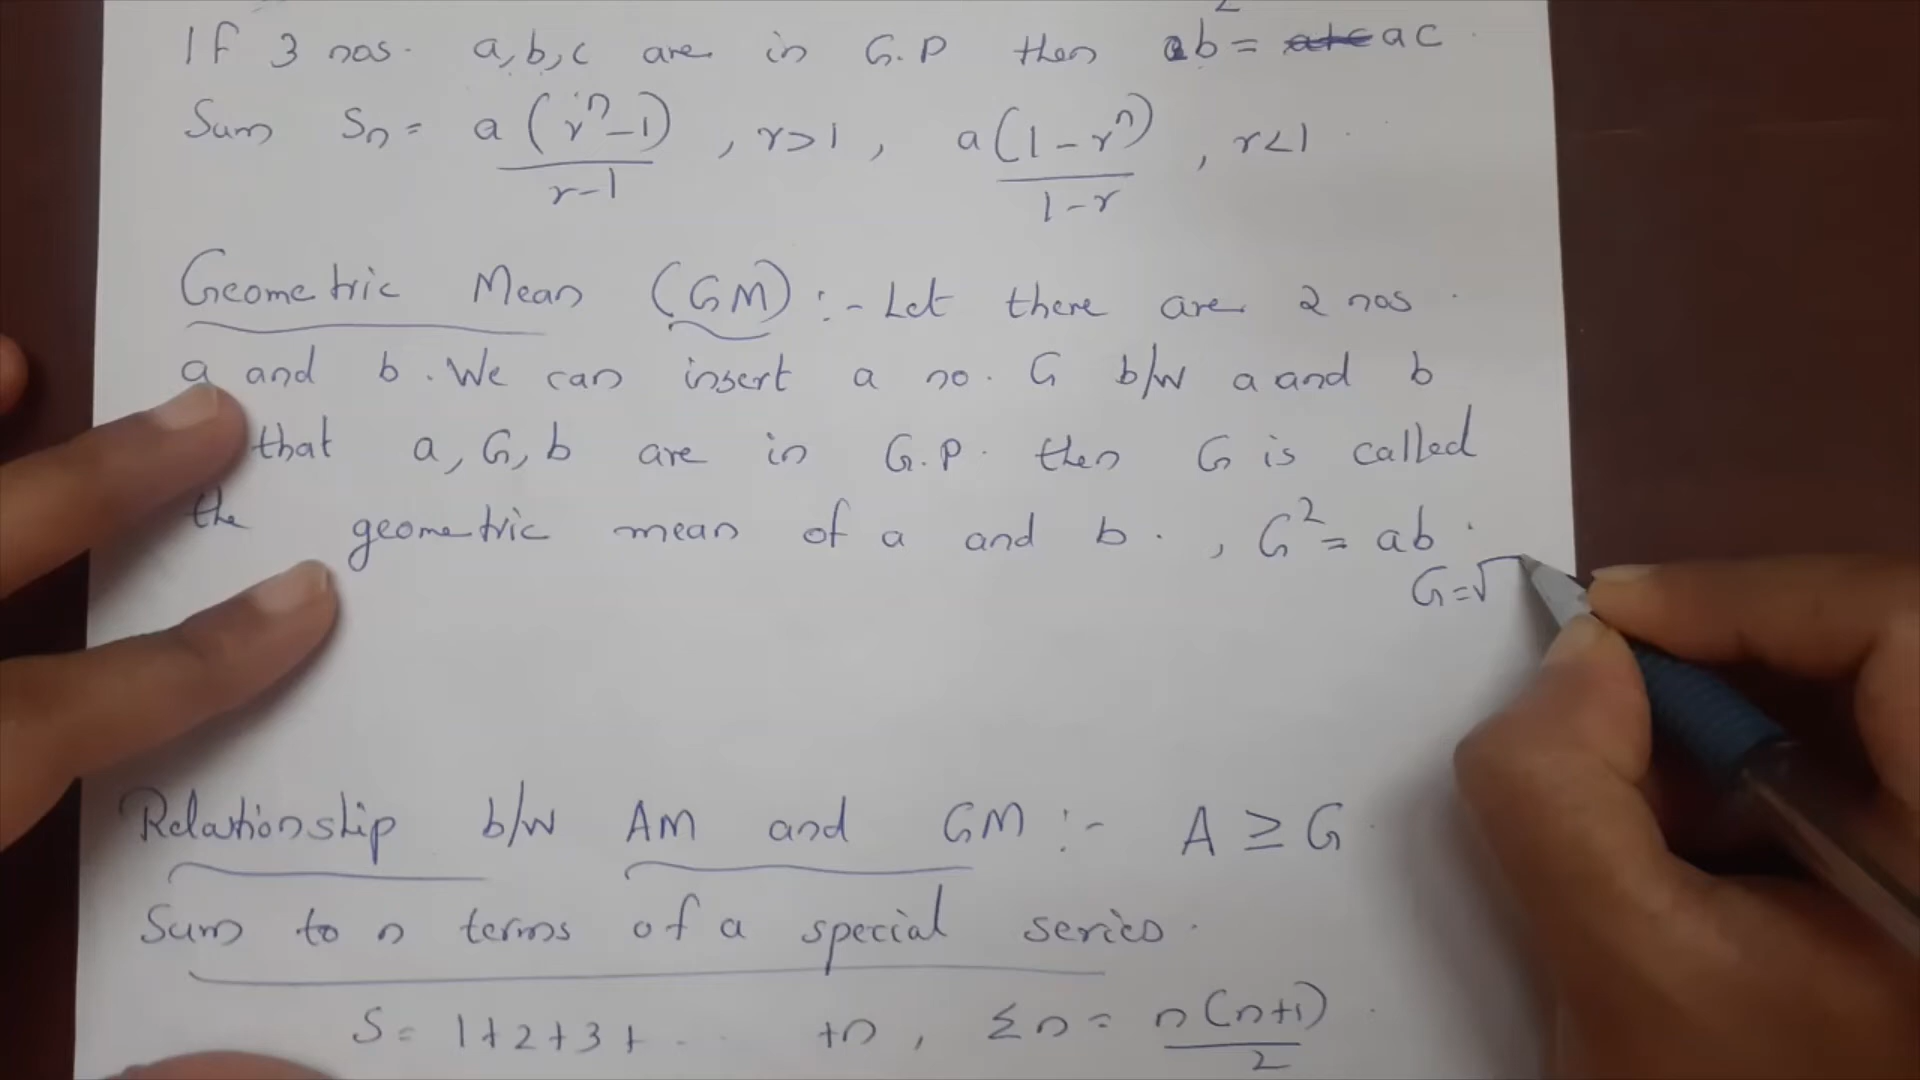 If 3 nos. a,b,c are in G.P then b² = ac
Sum Sn = a(rⁿ-1)/r-1 , r>1 , a(1-rⁿ)/1-r , r<1 .
Geometric Mean (GM) :- Let there are 2 nos .
a and b . We can insert a no. G b/w a and b
that a, G, b are in G.P. then G is called
the geometric mean of a and b . , G² = ab .
G = √
Relationship b/w AM and GM :- A ≥ G .
Sum to n terms of a special series .
S = 1+2+3+ ... +n , Σn = n(n+1)/2 .